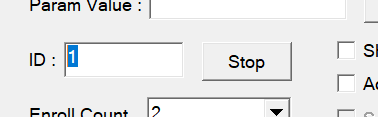 Param Value :
ID : 1 Stop
Enroll Count 2